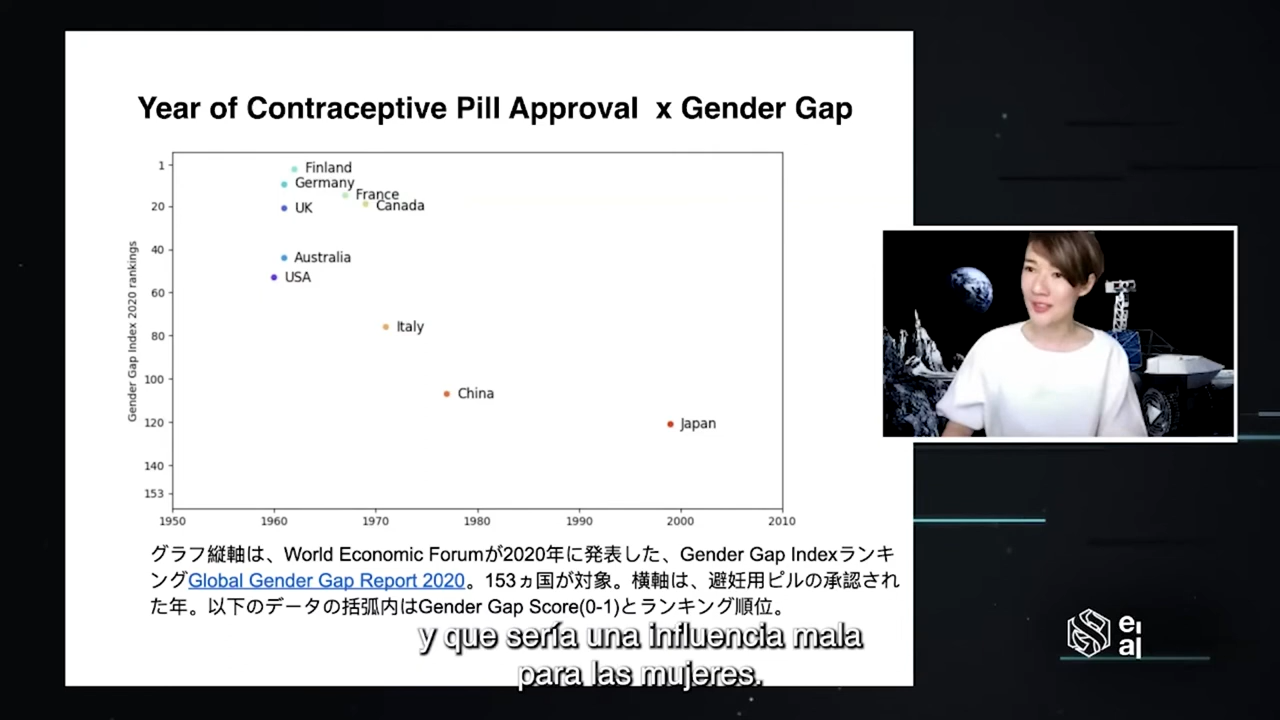 Year of Contraceptive Pill Approval x Gender Gap
Gender Gap Index 2020 rankings
1
20
40
60
80
100
120
140
153
Finland
Germany
France
Canada
UK
Australia
USA
Italy
China
Japan
1950
1960
1970
1980
1990
2000
2010
グラフ縦軸は、World Economic Forumが2020年に発表した、Gender Gap Indexランキ
ングGlobal Gender Gap Report 2020。153ヵ国が対象。横軸は、避妊用ピルの承認され
た年。以下のデータの括弧内はGender Gap Score(0-1)とランキング順位。
y que sería una influencia mala
para las mujeres.
e
a